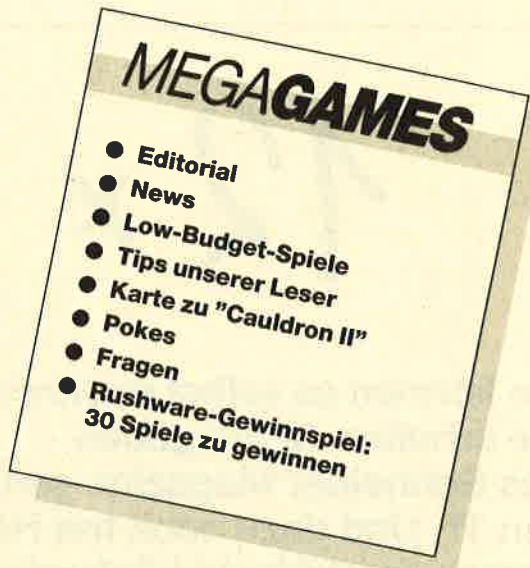 MEGAGAMES
● Editorial
● News
● Low-Budget-Spiele
● Tips unserer Leser
● Karte zu "Cauldron II"
● Pokes
● Fragen
● Rushware-Gewinnspiel:
30 Spiele zu gewinnen